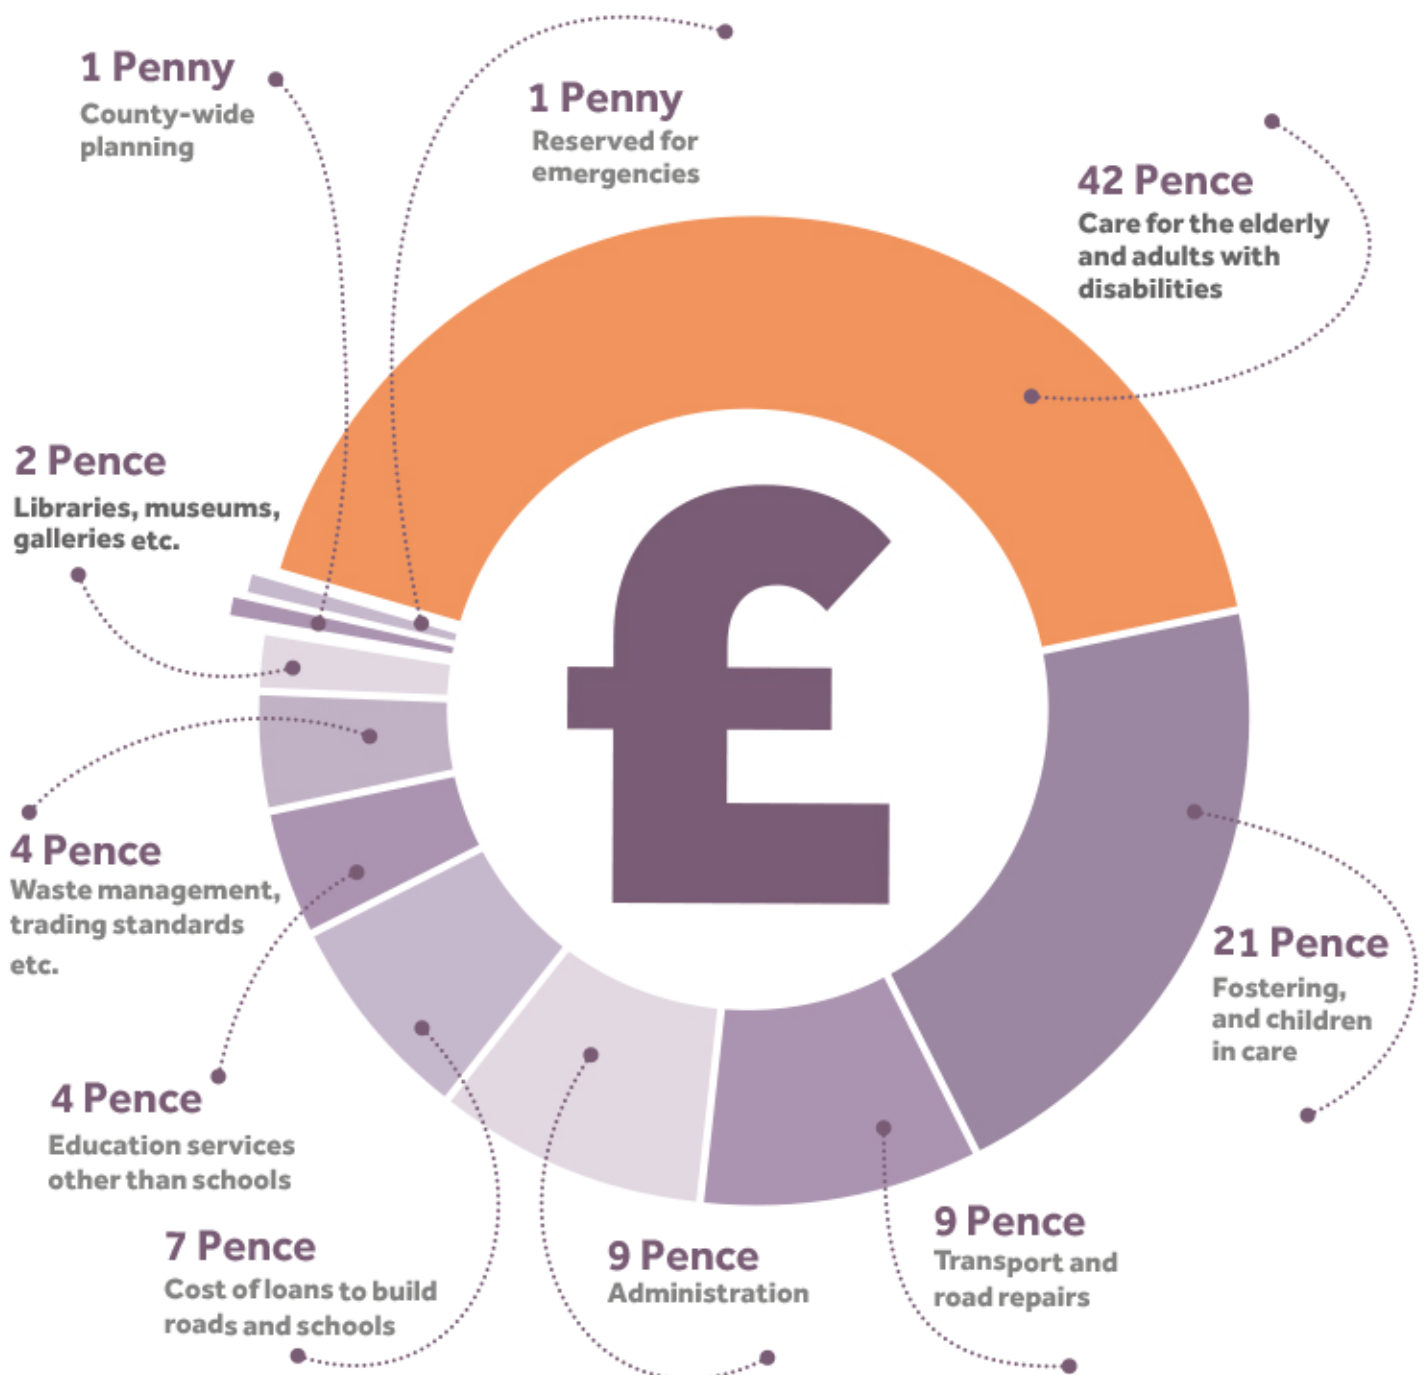 1 Penny
County-wide
planning
1 Penny
Reserved for
emergencies
42 Pence
Care for the elderly
and adults with
disabilities
2 Pence
Libraries, museums,
galleries etc.
£
4 Pence
Waste management,
trading standards
etc.
21 Pence
Fostering,
and children
in care
4 Pence
Education services
other than schools
7 Pence
Cost of loans to build
roads and schools
9 Pence
Administration
9 Pence
Transport and
road repairs